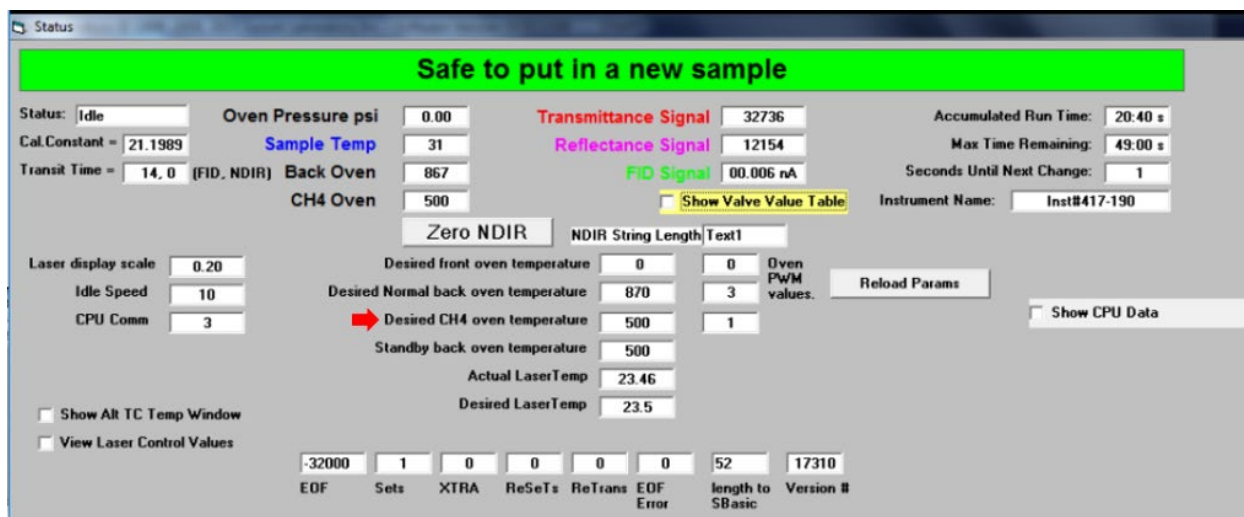 Status
Safe to put in a new sample
Status: Idle Oven Pressure psi 0.00 Transmittance Signal 32736 Accumulated Run Time: 20:40 s
Cal.Constant = 21.1989 Sample Temp 31 Reflectance Signal 12154 Max Time Remaining: 49:00 s
Transit Time = 14, 0 (FID, NDIR) Back Oven 867 FID Signal 00.006 nA Seconds Until Next Change: 1
CH4 Oven 500 Show Valve Value Table Instrument Name: Inst#417-190
Zero NDIR NDIR String Length Text1
Laser display scale 0.20 Desired front oven temperature 0 0 Oven PWM values.
Idle Speed 10 Desired Normal back oven temperature 870 3 Reload Params
CPU Comm 3 Desired CH4 oven temperature 500 1 Show CPU Data
Standby back oven temperature 500
Actual LaserTemp 23.46
Desired LaserTemp 23.5
Show Alt TC Temp Window
View Laser Control Values
-32000 1 0 0 0 0 52 17310
EOF Sets XTRA ReSeTs ReTrans EOF Error length to SBasic Version #